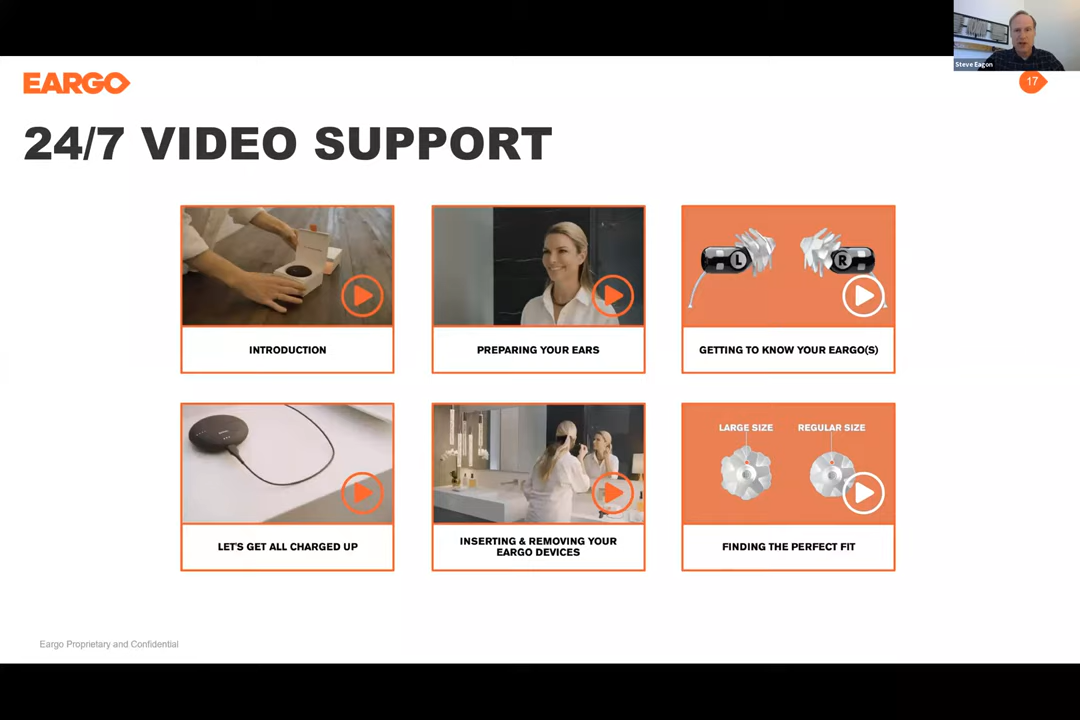 Steve Eagon
EARGO
17
24/7 VIDEO SUPPORT
L
R
INTRODUCTION
PREPARING YOUR EARS
GETTING TO KNOW YOUR EARGO(S)
LARGE SIZE
REGULAR SIZE
LET'S GET ALL CHARGED UP
INSERTING & REMOVING YOUR
EARGO DEVICES
FINDING THE PERFECT FIT
Eargo Proprietary and Confidential